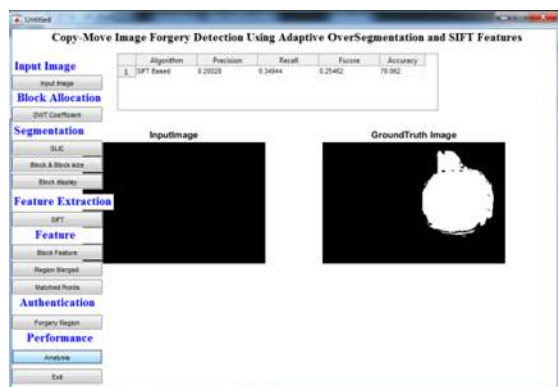 Untitled
Copy-Move Image Forgery Detection Using Adaptive OverSegmentation and SIFT Features
Input Image
Input Image
Block Allocation
DWT Coefficient
Segmentation
SLIC
Block & Block size
Block display
Feature Extraction
SIFT
Feature
Block Feature
Region Merged
Matched Points
Authentication
Forgery Region
Performance
Analysis
Exit
Algorithm Precision Recall Fscore Accuracy
1 SIFT Based 0.20028 0.34944 0.25462 78.062
InputImage
GroundTruth Image